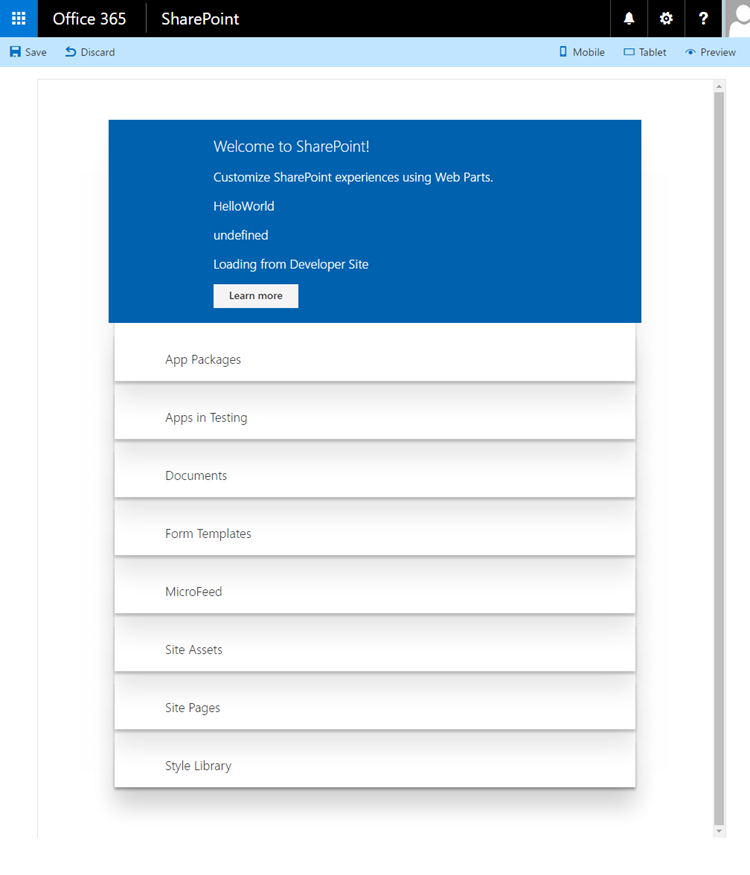 Office 365 SharePoint ?
Save Discard Mobile Tablet Preview
Welcome to SharePoint!
Customize SharePoint experiences using Web Parts.
HelloWorld
undefined
Loading from Developer Site
Learn more
App Packages
Apps in Testing
Documents
Form Templates
MicroFeed
Site Assets
Site Pages
Style Library